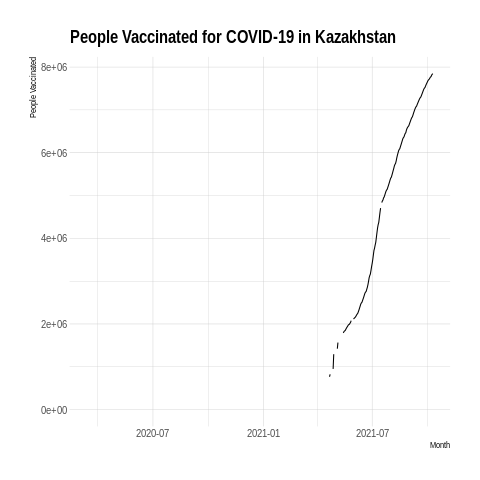 People Vaccinated for COVID-19 in Kazakhstan
People Vaccinated
8e+06
6e+06
4e+06
2e+06
0e+00
2020-07
2021-01
2021-07
Month